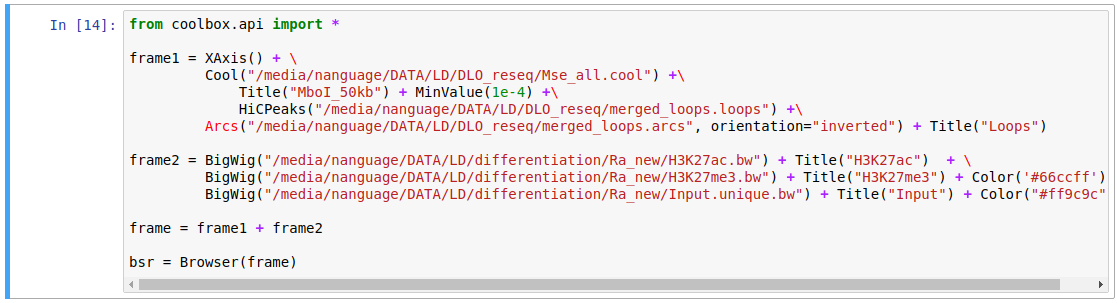 In [14]: from coolbox.api import *
frame1 = XAxis() + \
Cool("/media/nanguage/DATA/LD/DLO_reseq/Mse_all.cool") +\
Title("MboI_50kb") + MinValue(1e-4) +\
HiCPeaks("/media/nanguage/DATA/LD/DLO_reseq/merged_loops.loops") +\
Arcs("/media/nanguage/DATA/LD/DLO_reseq/merged_loops.arcs", orientation="inverted") + Title("Loops")
frame2 = BigWig("/media/nanguage/DATA/LD/differentiation/Ra_new/H3K27ac.bw") + Title("H3K27ac")  + \
BigWig("/media/nanguage/DATA/LD/differentiation/Ra_new/H3K27me3.bw") + Title("H3K27me3") + Color('#66ccff')
BigWig("/media/nanguage/DATA/LD/differentiation/Ra_new/Input.unique.bw") + Title("Input") + Color("#ff9c9c"
frame = frame1 + frame2
bsr = Browser(frame)